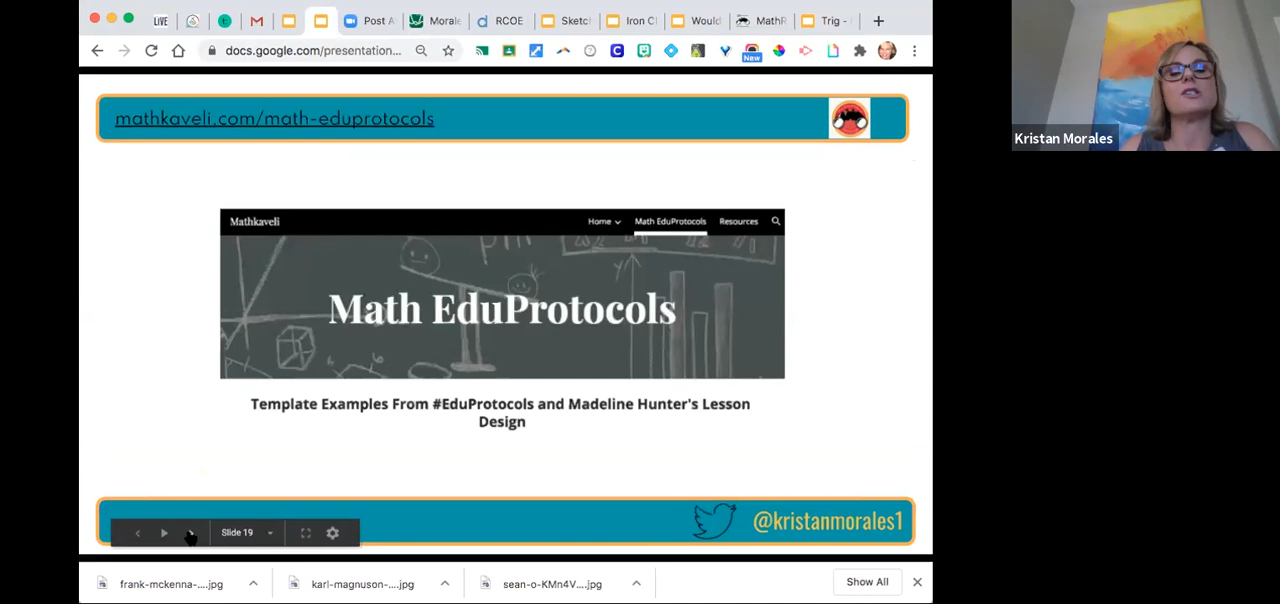 LIVE
Post A
Morale
RCOE
Sketc
Iron C
Would
MathR
Trig -
docs.google.com/presentation...
New
mathkaveli.com/math-eduprotocols
Mathkaveli
Home
Math EduProtocols
Resources
Math EduProtocols
Template Examples From #EduProtocols and Madeline Hunter's Lesson
Design
Slide 19
@kristanmorales1
frank-mckenna-....jpg
karl-magnuson-....jpg
sean-o-KMn4V....jpg
Show All
Kristan Morales